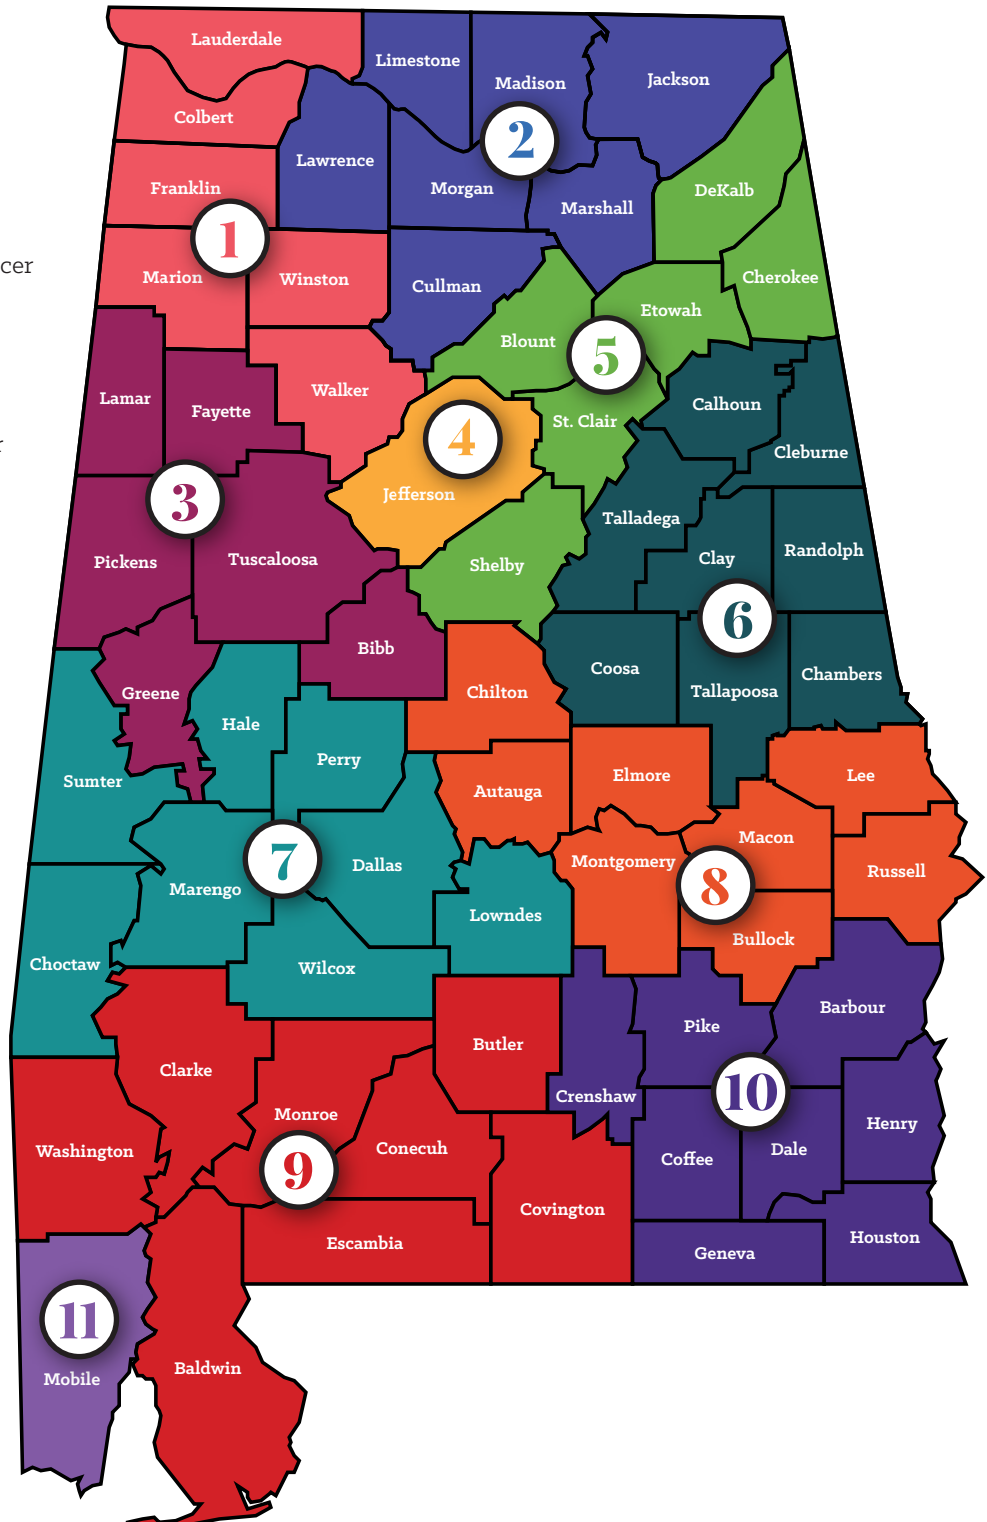 Lauderdale
Limestone
Madison
Jackson
Colbert
2
Lawrence
Franklin
Morgan
DeKalb
Marshall
1
cer
Marion
Winston
Cullman
Cherokee
Etowah
Blount
5
Walker
Lamar
Fayette
Calhoun
St. Clair
4
r
Cleburne
Jefferson
3
Talladega
Pickens
Tuscaloosa
Shelby
Clay
Randolph
6
Bibb
Coosa
Chambers
Greene
Chilton
Tallapoosa
Hale
Perry
Sumter
Elmore
Lee
Autauga
Macon
7
Dallas
Montgomery
Russell
Marengo
8
Lowndes
Bullock
Choctaw
Wilcox
Barbour
Pike
Butler
Clarke
10
Crenshaw
Monroe
Henry
Washington
Conecuh
Dale
Coffee
9
Covington
Houston
Escambia
Geneva
11
Baldwin
Mobile